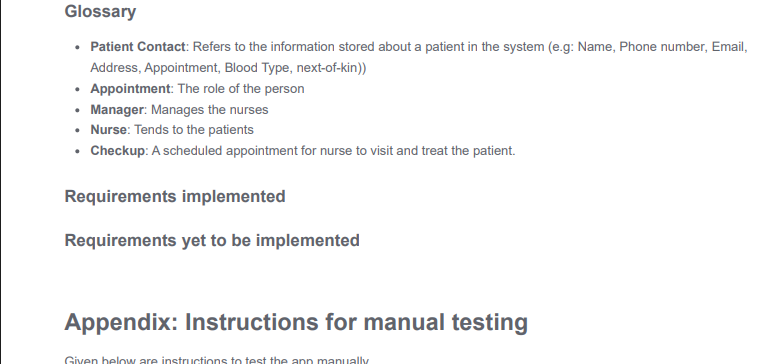 Glossary
Patient Contact: Refers to the information stored about a patient in the system (e.g: Name, Phone number, Email,
Address, Appointment, Blood Type, next-of-kin))
Appointment: The role of the person
Manager: Manages the nurses
Nurse: Tends to the patients
Checkup: A scheduled appointment for nurse to visit and treat the patient.
Requirements implemented
Requirements yet to be implemented
Appendix: Instructions for manual testing
Given below are instructions to test the app manually.